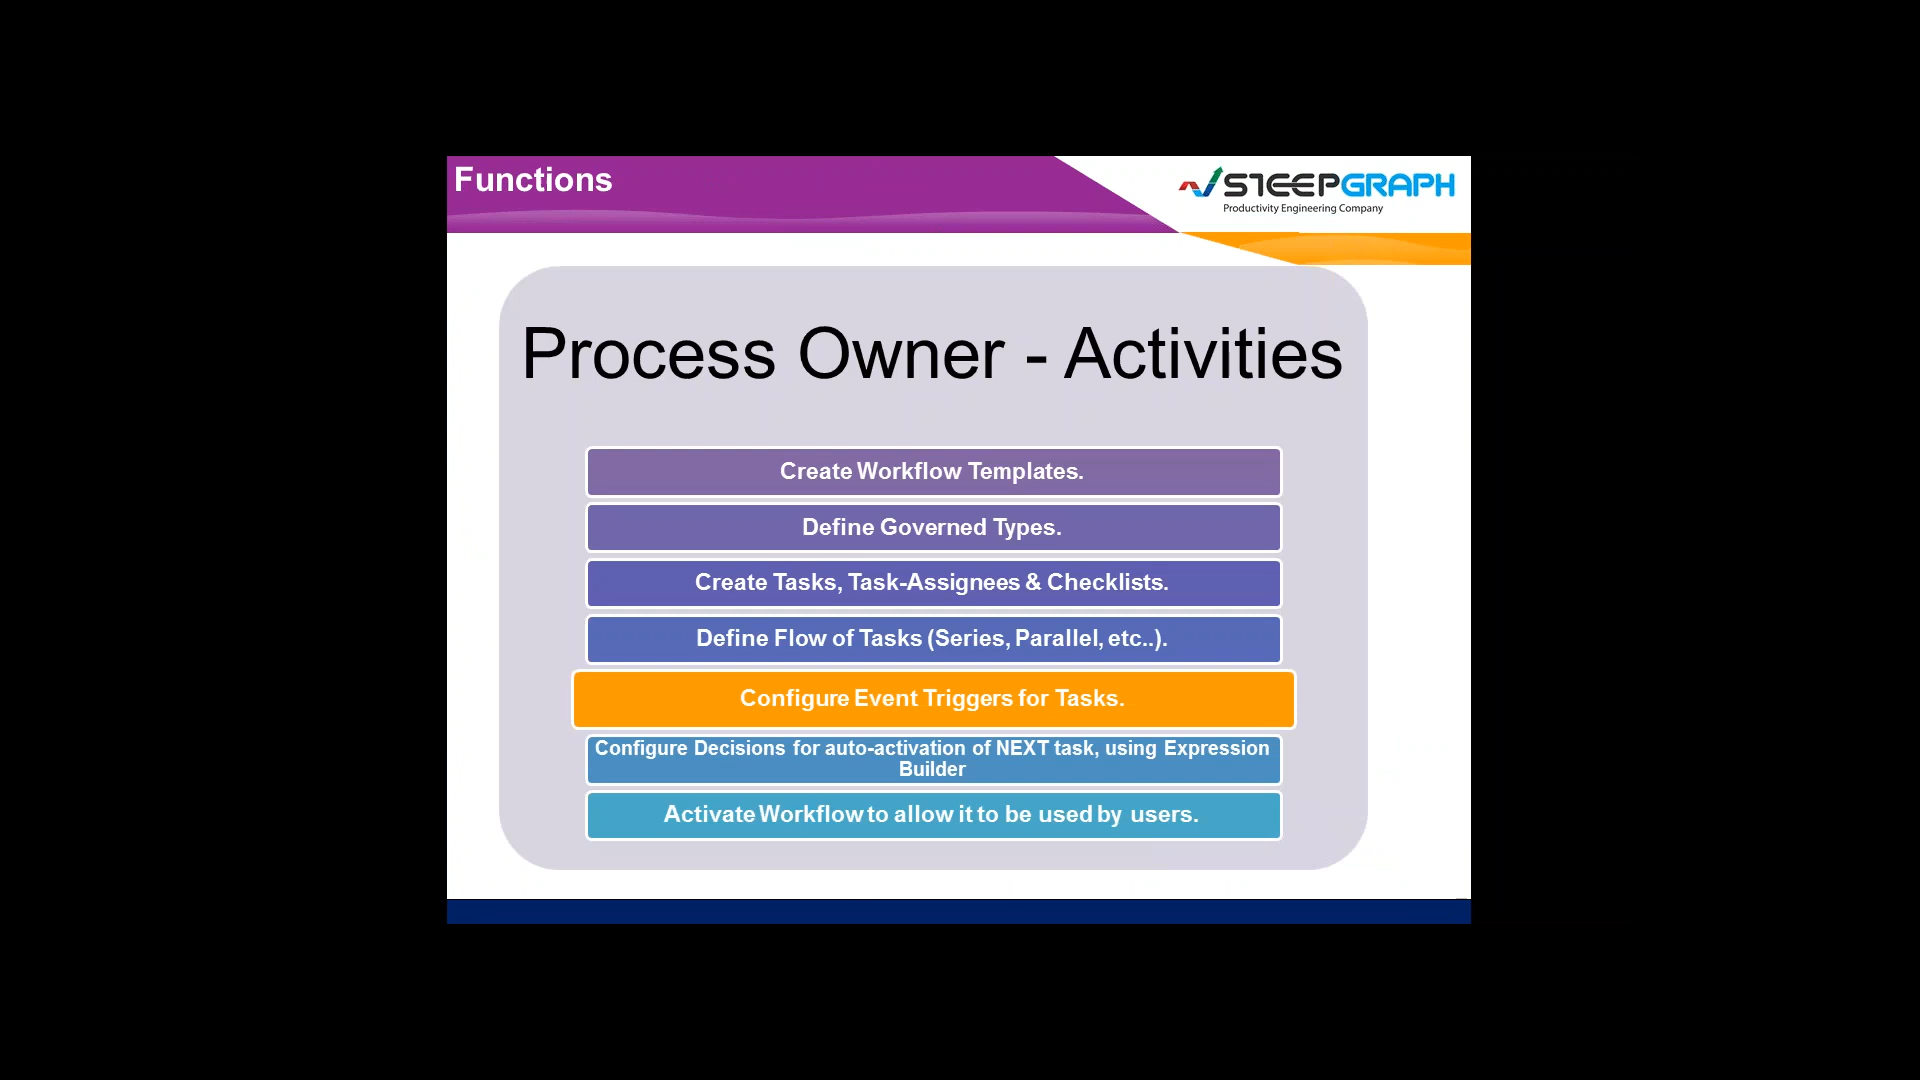 Functions
STEEPGRAPH
Productivity Engineering Company
Process Owner - Activities
Create Workflow Templates.
Define Governed Types.
Create Tasks, Task-Assignees & Checklists.
Define Flow of Tasks (Series, Parallel, etc..).
Configure Event Triggers for Tasks.
Configure Decisions for auto-activation of NEXT task, using Expression
Builder
Activate Workflow to allow it to be used by users.